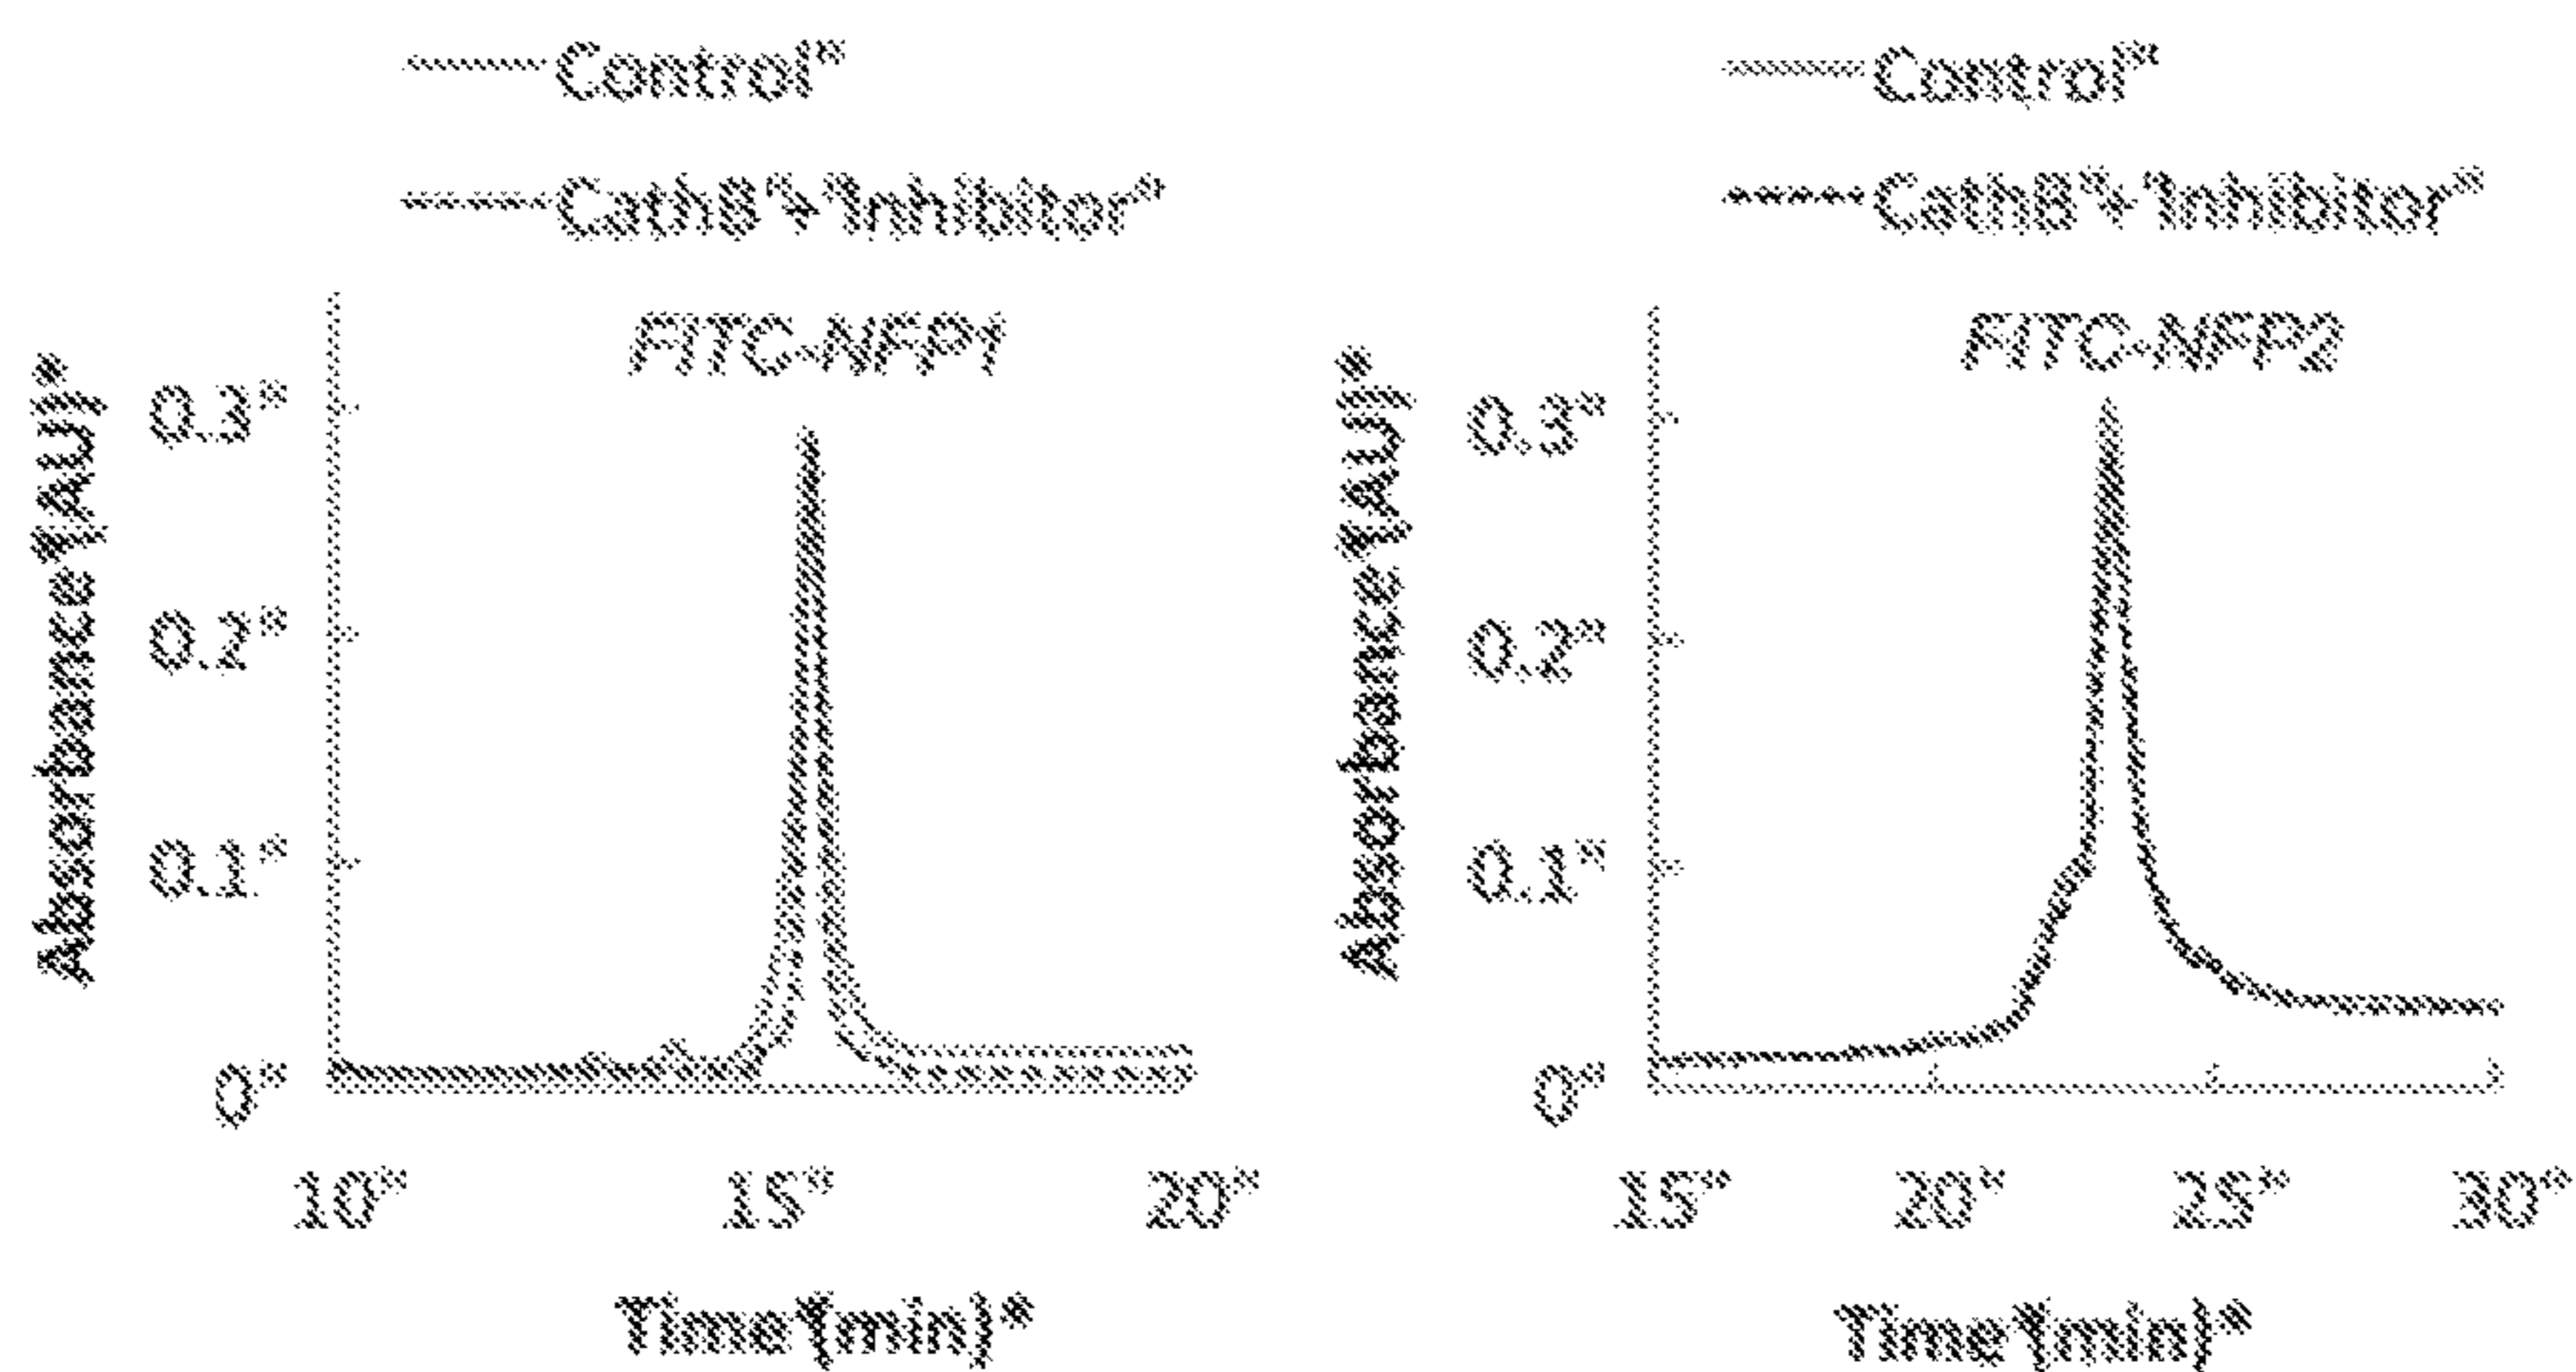 Control"
CathB"+"Inhibitor"
FITC-NFP1
Absorbance"(AU)"
0.3"
0.2"
0.1"
0"
10" 15" 20"
Time"(min)"
Control"
CathB"+"Inhibitor"
FITC-NFP2
Absorbance"(AU)"
0.3"
0.2"
0.1"
0"
15" 20" 25" 30"
Time"(min)"